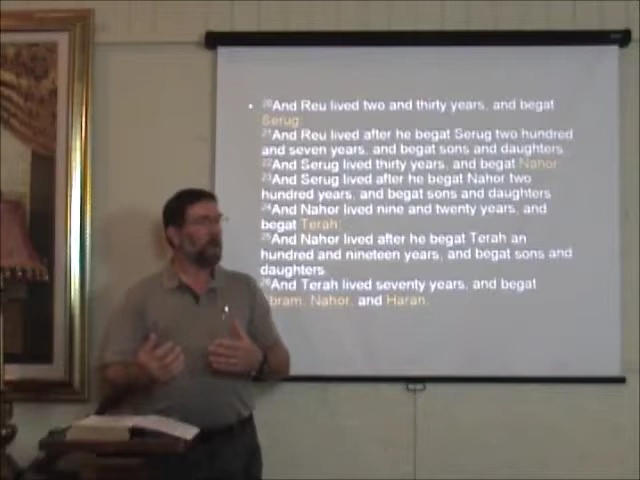 • 20And Reu lived two and thirty years, and begat
Serug:
21And Reu lived after he begat Serug two hundred
and seven years, and begat sons and daughters.
22And Serug lived thirty years, and begat Nahor:
23And Serug lived after he begat Nahor two
hundred years, and begat sons and daughters.
24And Nahor lived nine and twenty years, and
begat Terah:
25And Nahor lived after he begat Terah an
hundred and nineteen years, and begat sons and
daughters.
26And Terah lived seventy years, and begat
bram, Nahor, and Haran.